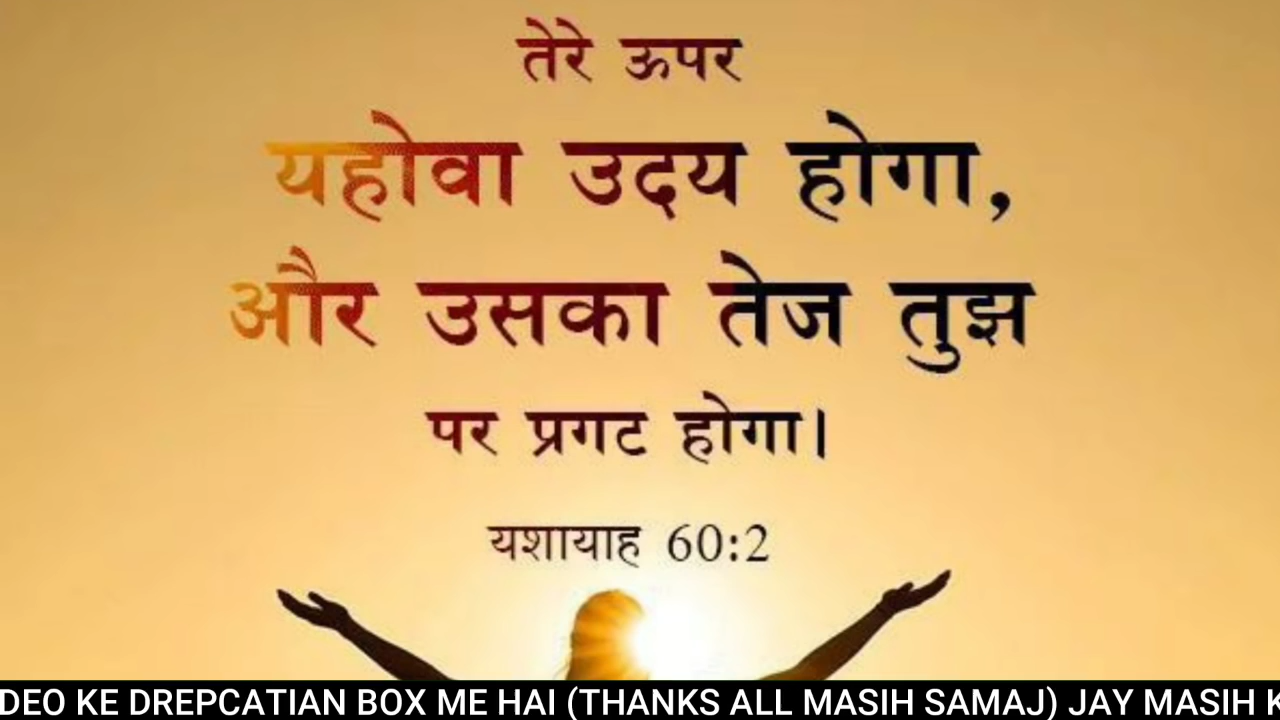 तेरे ऊपर
यहोवा उदय होगा,
और उसका तेज तुझ
पर प्रगट होगा।
यशायाह 60:2
DEO KE DREPCATIAN BOX ME HAI (THANKS ALL MASIH SAMAJ) JAY MASIH K